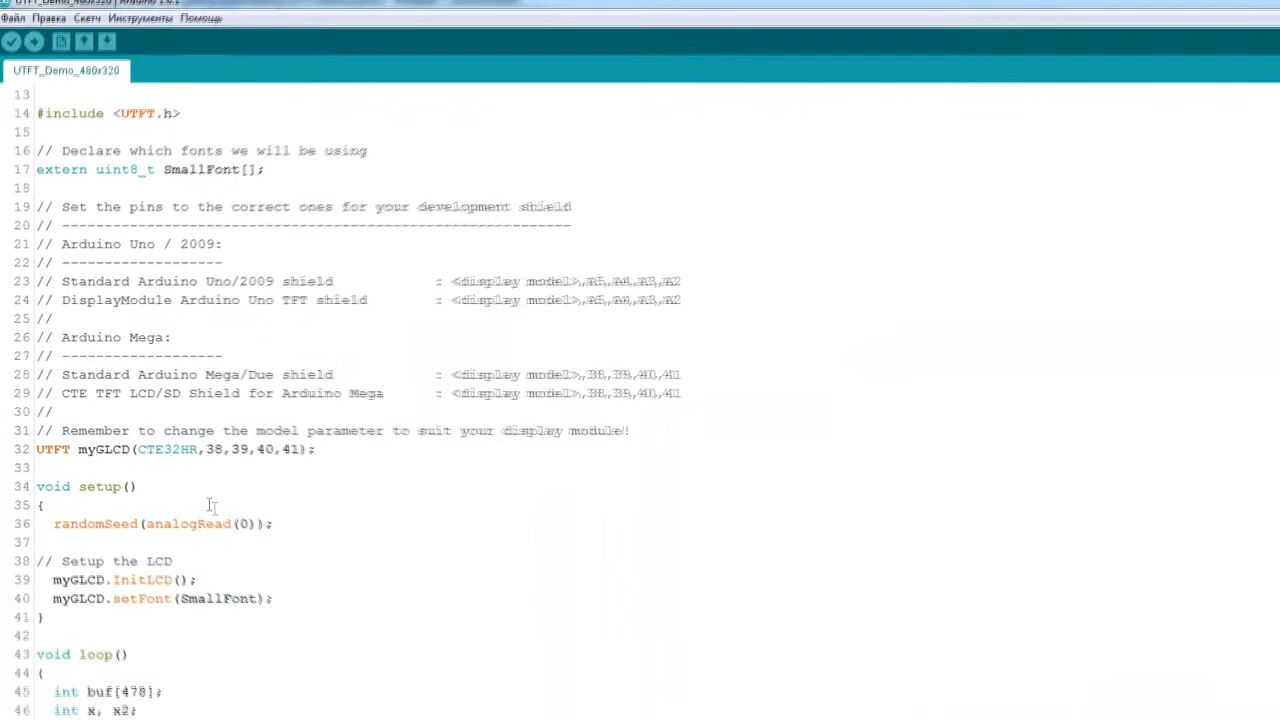 UTFT_Demo_480x320 | Arduino 1.8.1
Файл Правка Скетч Инструменты Помощь
UTFT_Demo_480x320
13
14 #include <UTFT.h>
15
16 // Declare which fonts we will be using
17 extern uint8_t SmallFont[];
18
19 // Set the pins to the correct ones for your development shield
20 // ------------------------------------------------------------
21 // Arduino Uno / 2009:
22 // -------------------
23 // Standard Arduino Uno/2009 shield            : <display model>,A5,A4,A3,A2
24 // DisplayModule Arduino Uno TFT shield        : <display model>,A5,A4,A3,A2
25 //
26 // Arduino Mega:
27 // -------------------
28 // Standard Arduino Mega/Due shield            : <display model>,38,39,40,41
29 // CTE TFT LCD/SD Shield for Arduino Mega      : <display model>,38,39,40,41
30 //
31 // Remember to change the model parameter to suit your display module!
32 UTFT myGLCD(CTE32HR,38,39,40,41);
33
34 void setup()
35 {
36   randomSeed(analogRead(0));
37
38 // Setup the LCD
39   myGLCD.InitLCD();
40   myGLCD.setFont(SmallFont);
41 }
42
43 void loop()
44 {
45   int buf[478];
46   int x, x2;